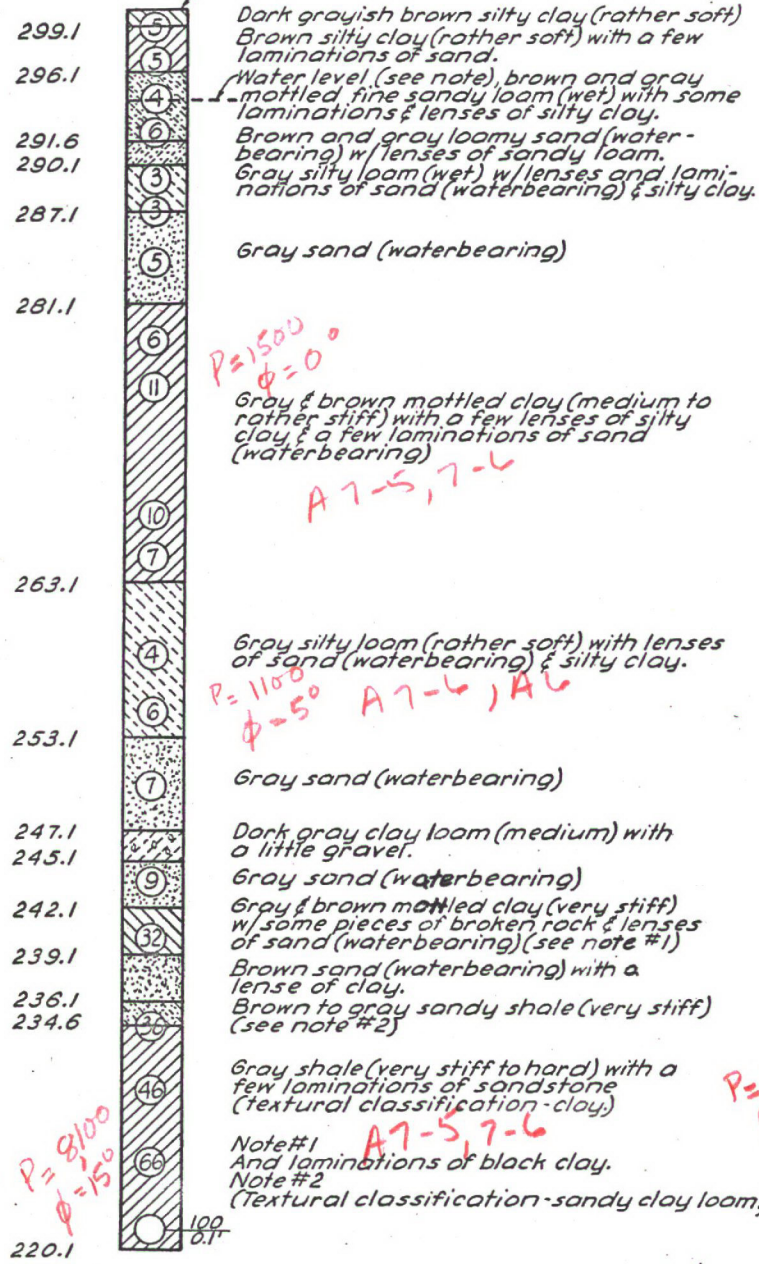 Dark grayish brown silty clay (rather soft)
299.1
5
Brown silty clay (rather soft) with a few
laminations of sand.
5
296.1
Water level (see note), brown and gray
mottled fine sandy loam (wet) with some
laminations & lenses of silty clay.
4
6
291.6
Brown and gray loamy sand (water-
bearing) w/ lenses of sandy loam.
290.1
Gray silty loam (wet) w/ lenses and lami-
nations of sand (waterbearing) & silty clay.
3
3
287.1
5
Gray sand (waterbearing)
281.1
6
P=1500
φ=0°
11
Gray & brown mottled clay (medium to
rather stiff) with a few lenses of silty
clay & a few laminations of sand
(waterbearing)
A7-5, 7-6
10
7
263.1
4
Gray silty loam (rather soft) with lenses
of sand (waterbearing) & silty clay.
P=1100
φ=5°
A7-6, A6
6
253.1
7
Gray sand (waterbearing)
247.1
Dark gray clay loam (medium) with
a little gravel.
245.1
9
Gray sand (waterbearing)
242.1
Gray & brown mottled clay (very stiff)
w/ some pieces of broken rock & lenses
of sand (waterbearing) (see note #1)
32
239.1
Brown sand (waterbearing) with a
lense of clay.
236.1
Brown to gray sandy shale (very stiff)
(see note #2)
234.6
36
Gray shale (very stiff to hard) with a
few laminations of sandstone
(textural classification-clay.)
46
P=
A7-5, 7-6
P=8,100
φ=15°
66
Note #1
And laminations of black clay.
Note #2
(Textural classification-sandy clay loam)
100
0.1'
220.1